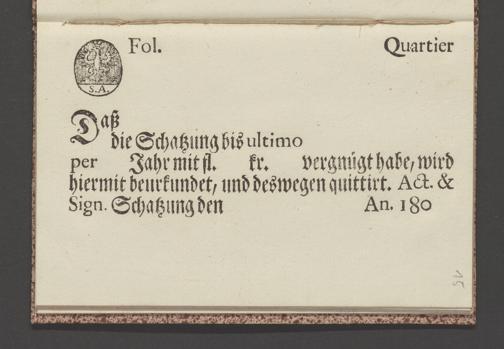 Fol. Quartier
S.A.
Daß
die Schatzung bis ultimo
per Jahr mit fl. kr. vergnügt habe, wird
hiermit beurkundet, und deswegen quittirt. Act. &
Sign. Schatzung den An. 180
15